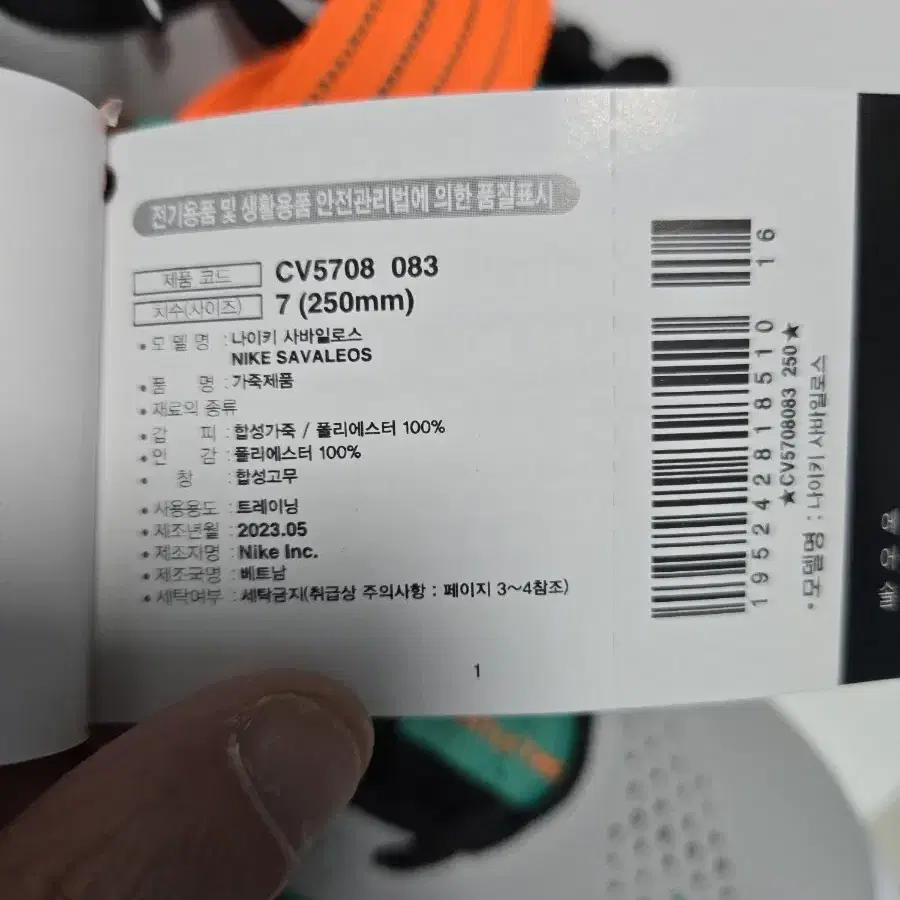 전기용품 및 생활용품 안전관리법에 의한 품질표시
제품 코드 CV5708 083
치수(사이즈) 7 (250mm)
• 모 델 명 : 나이키 사바일로스
NIKE SAVALEOS
• 품 명 : 가죽제품
• 재료의 종류
• 겉 피 : 합성가죽 / 폴리에스터 100%
• 안 감 : 폴리에스터 100%
• 창 : 합성고무
• 사용용도 : 트레이닝
• 제조년월 : 2023.05
• 제조자명 : Nike Inc.
• 제조국명 : 베트남
• 세탁여부 : 세탁금지(취급상 주의사항 : 페이지 3~4참조)
1
16
195242818510
★CV5708083 250★
• 모델명 : 나이키 사바일로스